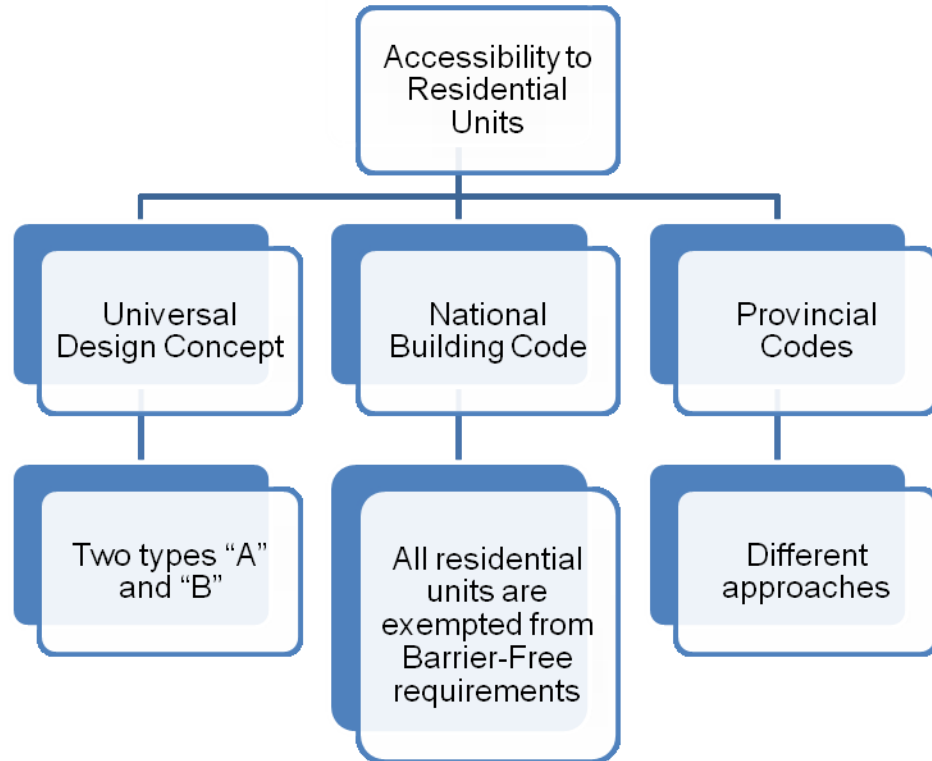 Accessibility to
Residential
Units
Universal
Design Concept
National
Building Code
Provincial
Codes
Two types “A”
and “B”
All residential
units are
exempted from
Barrier-Free
requirements
Different
approaches